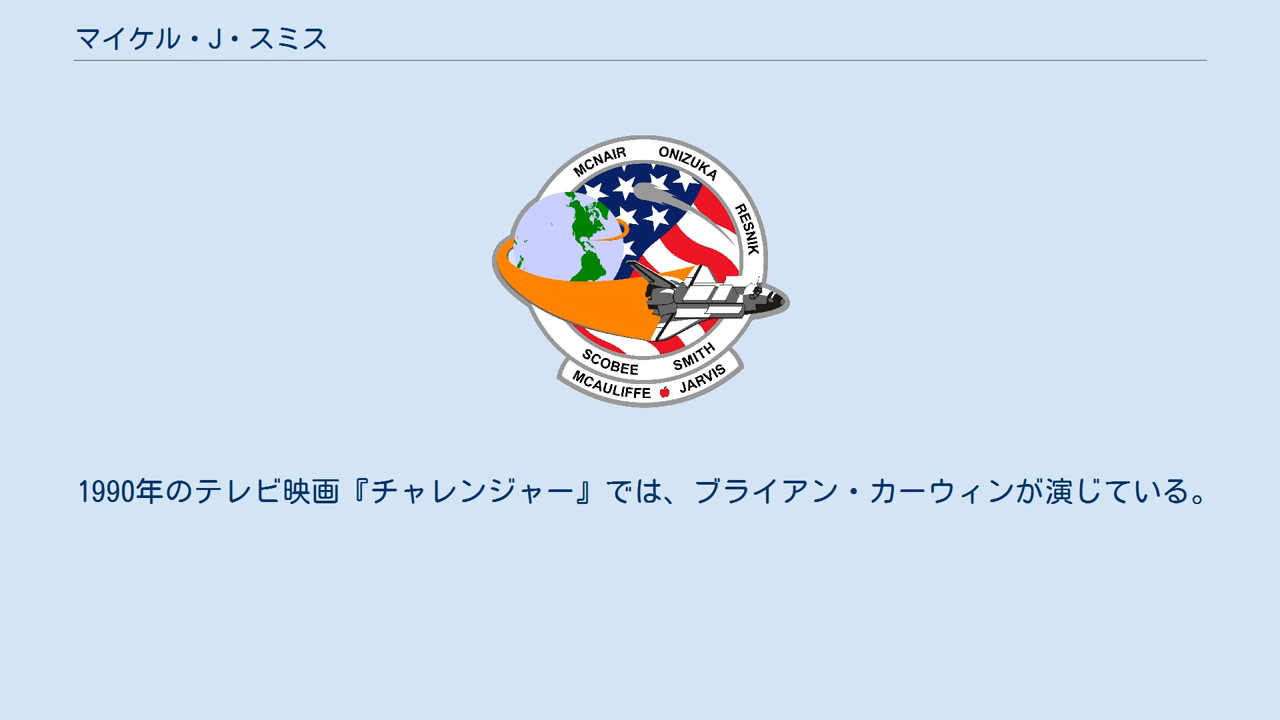 マイケル・J・スミス
MCNAIR ONIZUKA
RESNIK
SCOBEE SMITH
MCAULIFFE JARVIS
1990年のテレビ映画『チャレンジャー』では、ブライアン・カーウィンが演じている。